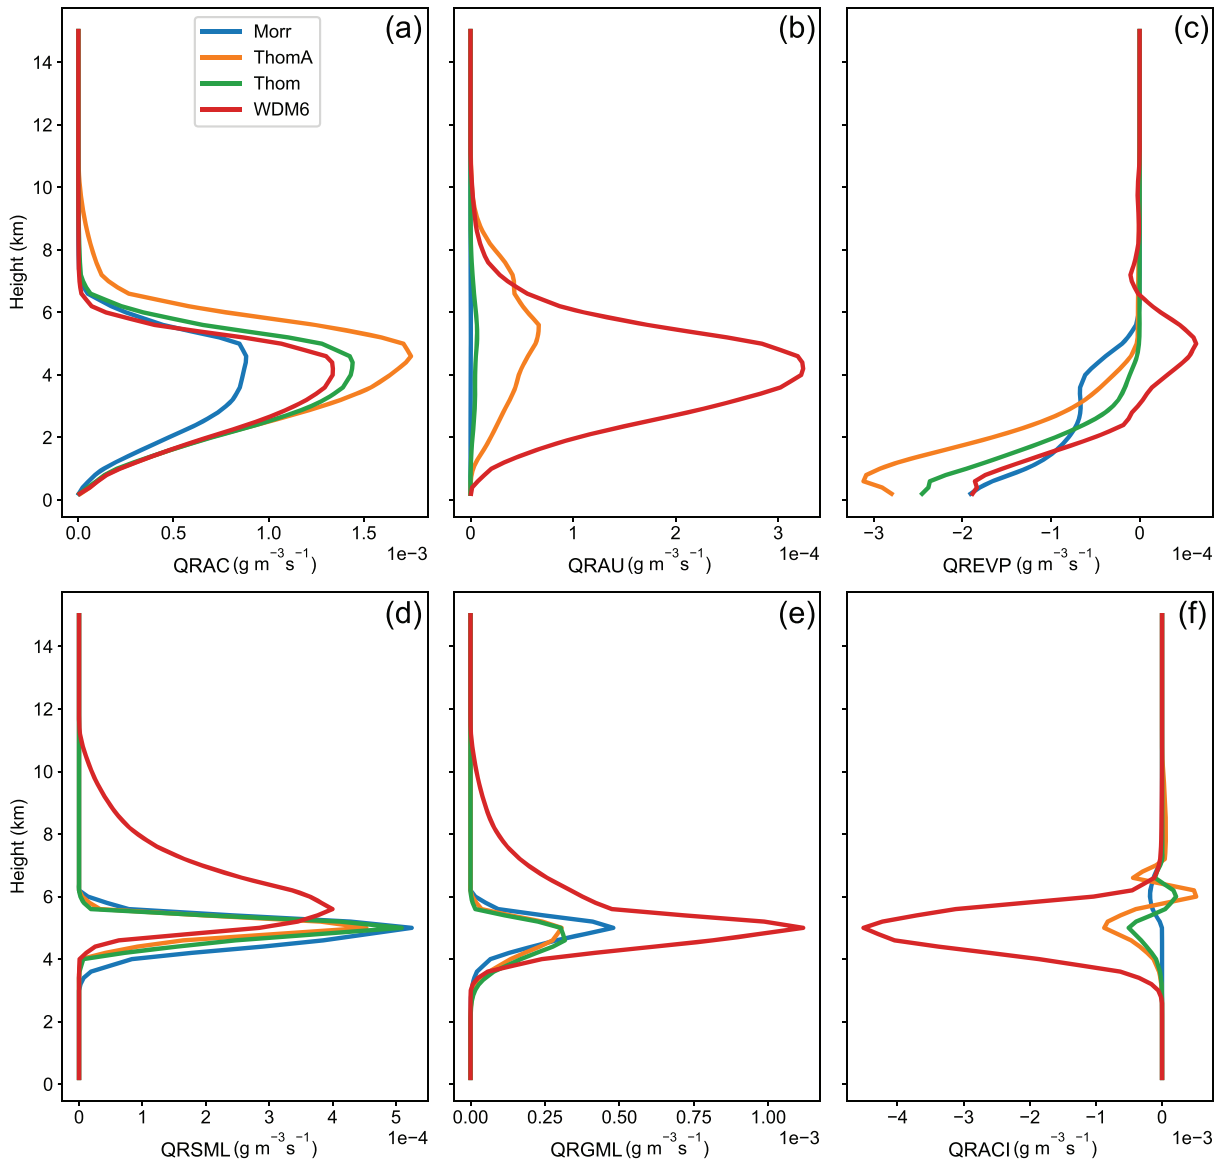 (a)
(b)
(c)
Morr
ThomA
Thom
WDM6
14
12
10
8
6
4
2
0
Height (km)
0.0 0.5 1.0 1.5
1e−3
QRAC (g m⁻³s⁻¹)
0 1 2 3
1e−4
QRAU (g m⁻³s⁻¹)
−3 −2 −1 0
1e−4
QREVP (g m⁻³s⁻¹)
(d)
(e)
(f)
14
12
10
8
6
4
2
0
Height (km)
0 1 2 3 4 5
1e−4
QRSML (g m⁻³s⁻¹)
0.00 0.25 0.50 0.75 1.00
1e−3
QRGML (g m⁻³s⁻¹)
−4 −3 −2 −1 0
1e−3
QRACI (g m⁻³s⁻¹)